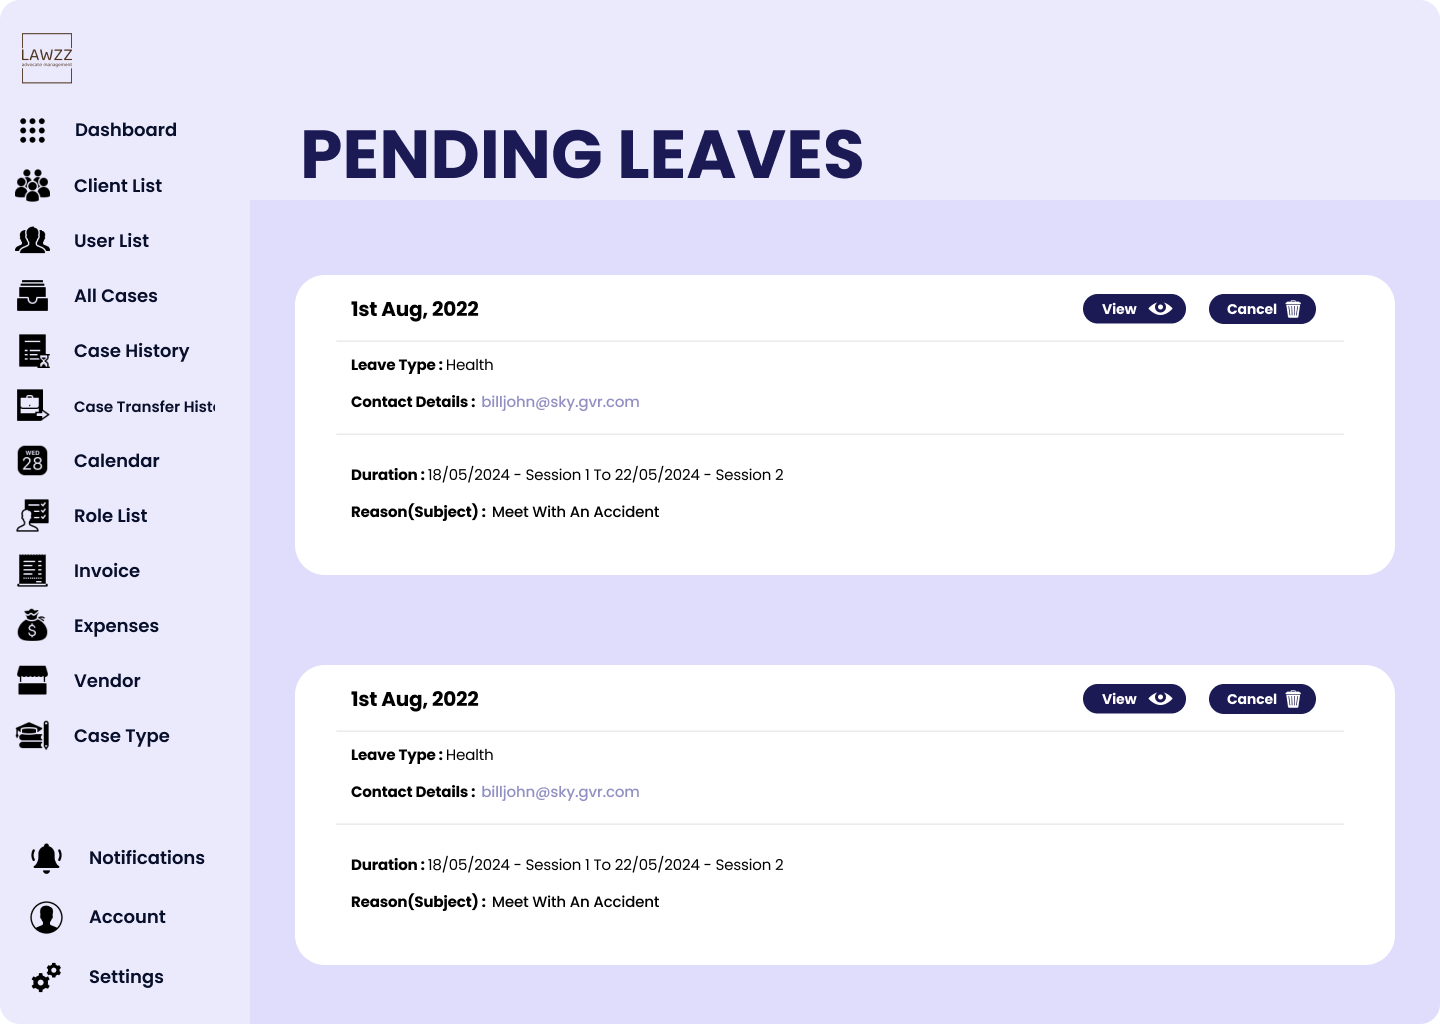 LAWZZ
advocate management
Dashboard
Client List
User List
All Cases
Case History
Case Transfer Hist
WED
28
Calendar
Role List
Invoice
$
Expenses
Vendor
Case Type
Notifications
Account
Settings
PENDING LEAVES
1st Aug, 2022
View
Cancel
Leave Type : Health
Contact Details : billjohn@sky.gvr.com
Duration : 18/05/2024 - Session 1 To 22/05/2024 - Session 2
Reason(Subject) : Meet With An Accident
1st Aug, 2022
View
Cancel
Leave Type : Health
Contact Details : billjohn@sky.gvr.com
Duration : 18/05/2024 - Session 1 To 22/05/2024 - Session 2
Reason(Subject) : Meet With An Accident